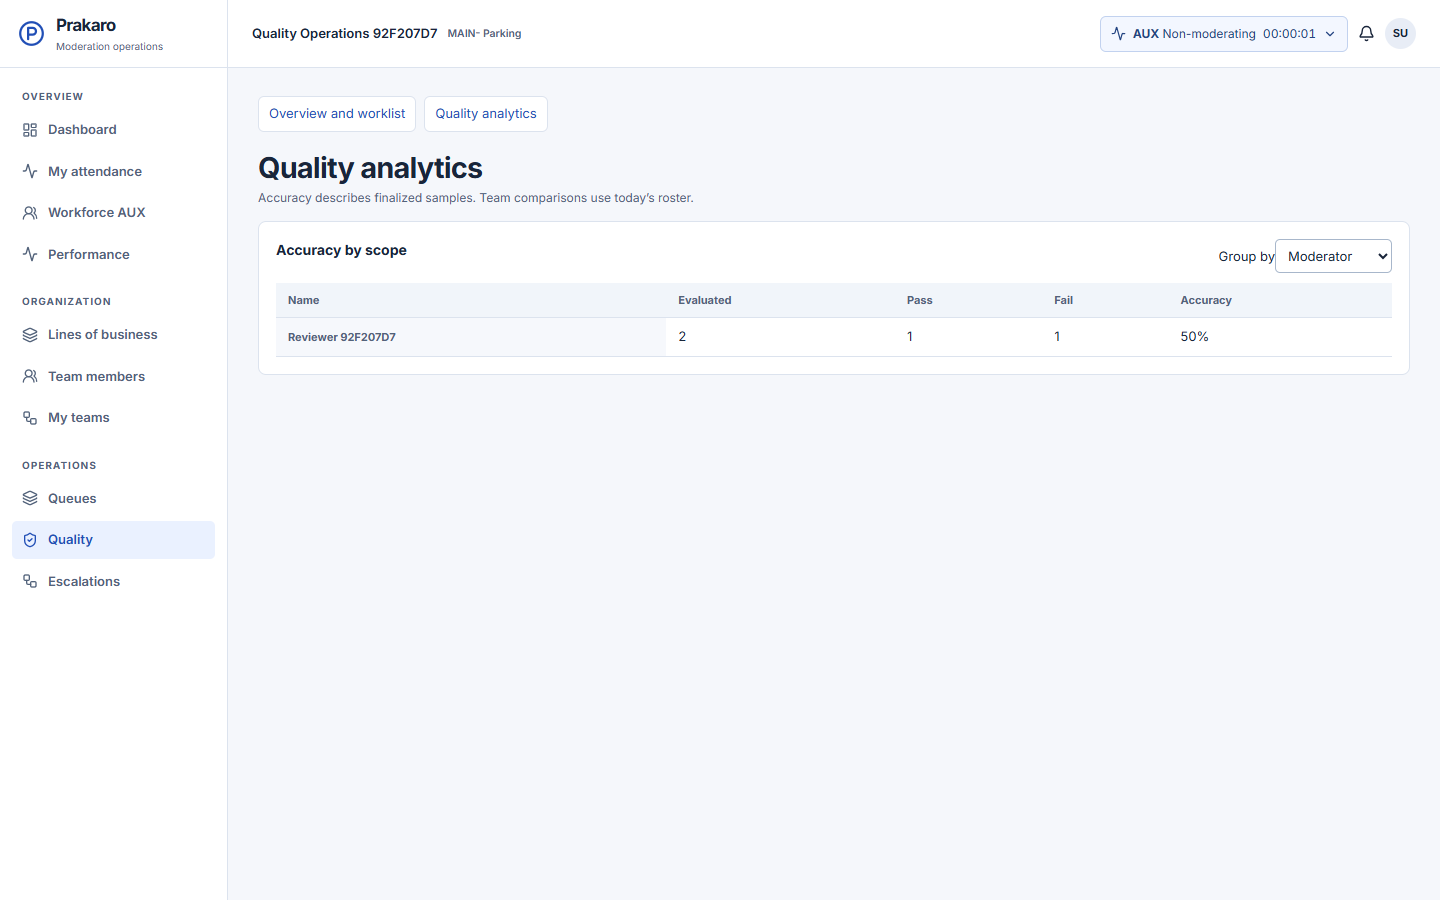 Prakaro
Moderation operations
Quality Operations 92F207D7 MAIN- Parking
AUX Non-moderating 00:00:01
SU
OVERVIEW
Dashboard
My attendance
Workforce AUX
Performance
ORGANIZATION
Lines of business
Team members
My teams
OPERATIONS
Queues
Quality
Escalations
Overview and worklist
Quality analytics
Quality analytics
Accuracy describes finalized samples. Team comparisons use today’s roster.
Accuracy by scope
Group by Moderator
Name Evaluated Pass Fail Accuracy
Reviewer 92F207D7 2 1 1 50%